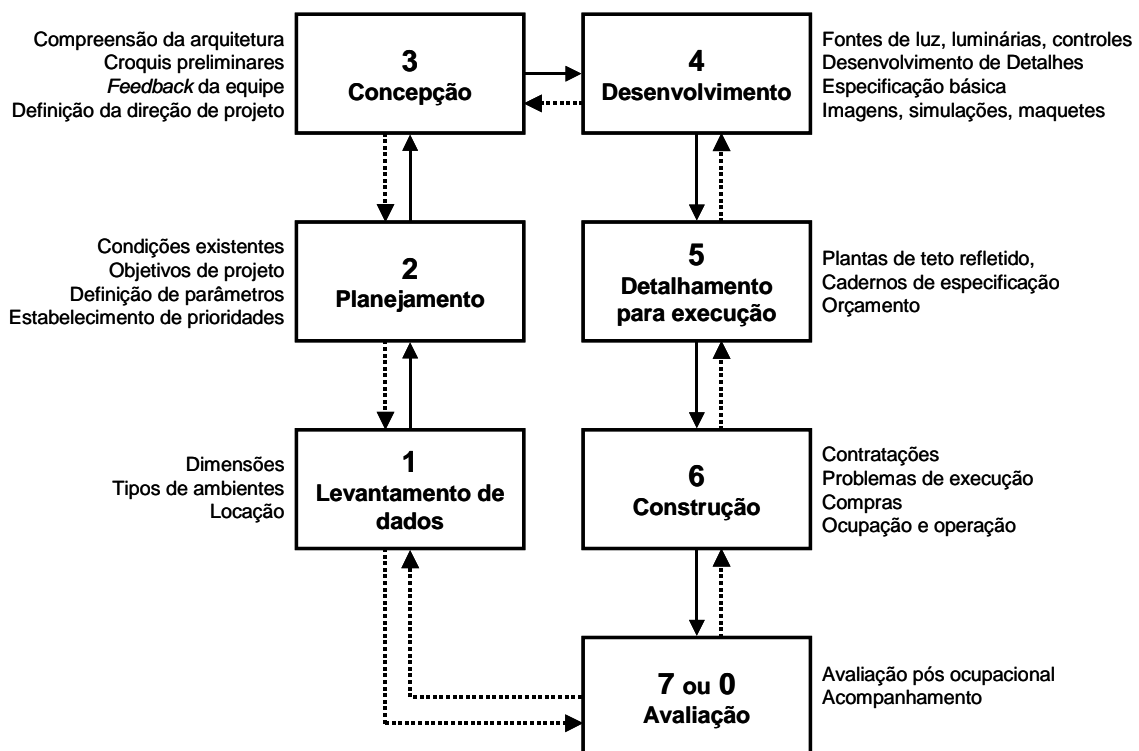 Compreensão da arquitetura
Croquis preliminares
Feedback da equipe
Definição da direção de projeto
3
Concepção
4
Desenvolvimento
Fontes de luz, luminárias, controles
Desenvolvimento de Detalhes
Especificação básica
Imagens, simulações, maquetes
Condições existentes
Objetivos de projeto
Definição de parâmetros
Estabelecimento de prioridades
2
Planejamento
5
Detalhamento
para execução
Plantas de teto refletido,
Cadernos de especificação
Orçamento
Dimensões
Tipos de ambientes
Locação
1
Levantamento de
dados
6
Construção
Contratações
Problemas de execução
Compras
Ocupação e operação
7 ou 0
Avaliação
Avaliação pós ocupacional
Acompanhamento